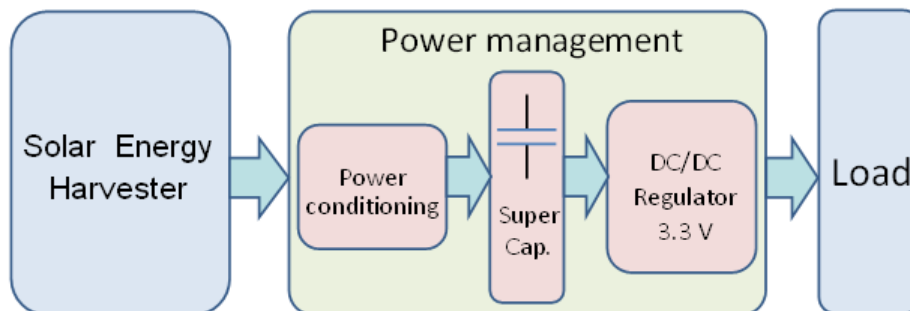 Power management
Solar Energy
Harvester
Power
conditioning
Super
Cap.
DC/DC
Regulator
3.3 V
Load